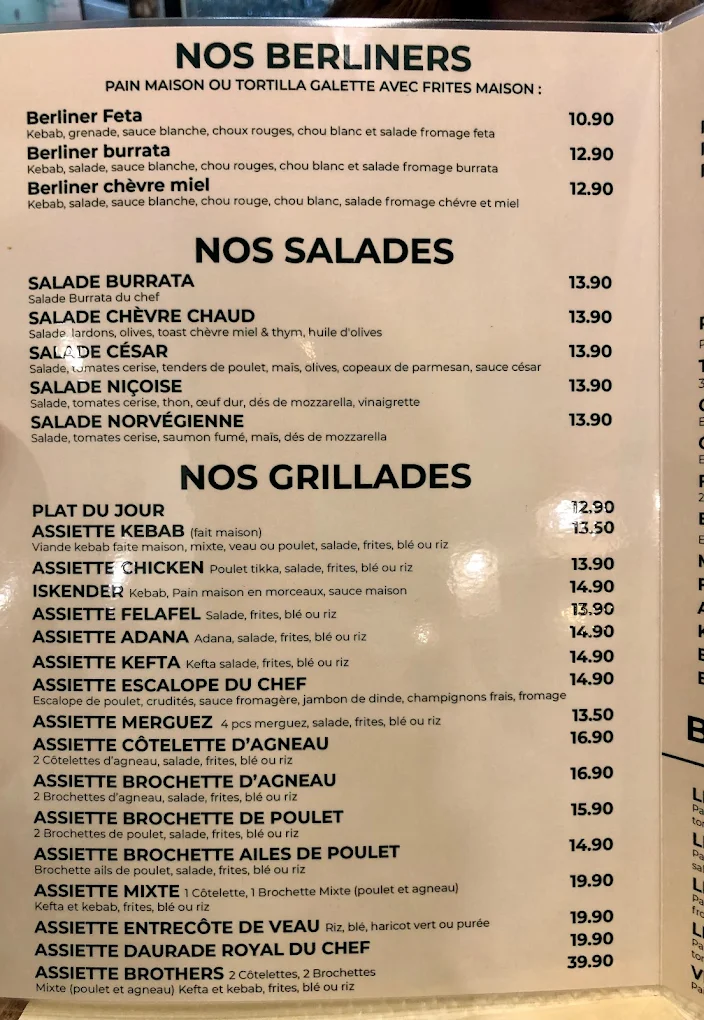 NOS BERLINERS
PAIN MAISON OU TORTILLA GALETTE AVEC FRITES MAISON :
Berliner Feta 10.90
Kebab, grenade, sauce blanche, choux rouges, chou blanc et salade fromage feta
Berliner burrata 12.90
Kebab, salade, sauce blanche, chou rouges, chou blanc et salade fromage burrata
Berliner chèvre miel 12.90
Kebab, salade, sauce blanche, chou rouge, chou blanc, salade fromage chévre et miel
NOS SALADES
SALADE BURRATA 13.90
Salade Burrata du chef
SALADE CHÈVRE CHAUD 13.90
Salade, lardons, olives, toast chèvre miel & thym, huile d'olives
SALADE CÉSAR 13.90
Salade, tomates cerise, tenders de poulet, maïs, olives, copeaux de parmesan, sauce césar
SALADE NIÇOISE 13.90
Salade, tomates cerise, thon, œuf dur, dés de mozzarella, vinaigrette
SALADE NORVÉGIENNE 13.90
Salade, tomates cerise, saumon fumé, maïs, dés de mozzarella
NOS GRILLADES
PLAT DU JOUR 12.90
ASSIETTE KEBAB (fait maison) 13.50
Viande kebab faite maison, mixte, veau ou poulet, salade, frites, blé ou riz
ASSIETTE CHICKEN Poulet tikka, salade, frites, blé ou riz 13.90
ISKENDER Kebab, Pain maison en morceaux, sauce maison 14.90
ASSIETTE FELAFEL Salade, frites, blé ou riz 13.90
ASSIETTE ADANA Adana, salade, frites, blé ou riz 14.90
ASSIETTE KEFTA Kefta salade, frites, blé ou riz 14.90
ASSIETTE ESCALOPE DU CHEF 14.90
Escalope de poulet, crudités, sauce fromagère, jambon de dinde, champignons frais, fromage
ASSIETTE MERGUEZ 4 pcs merguez, salade, frites, blé ou riz 13.50
ASSIETTE CÔTELETTE D'AGNEAU 16.90
2 Côtelettes d'agneau, salade, frites, blé ou riz
ASSIETTE BROCHETTE D'AGNEAU 16.90
2 Brochettes d'agneau, salade, frites, blé ou riz
ASSIETTE BROCHETTE DE POULET 15.90
2 Brochettes de poulet, salade, frites, blé ou riz
ASSIETTE BROCHETTE AILES DE POULET 14.90
Brochette ails de poulet, salade, frites, blé ou riz
ASSIETTE MIXTE 1 Côtelette, 1 Brochette Mixte (poulet et agneau) 19.90
Kefta et kebab, frites, blé ou riz
ASSIETTE ENTRECÔTE DE VEAU Riz, blé, haricot vert ou purée 19.90
ASSIETTE DAURADE ROYAL DU CHEF 19.90
ASSIETTE BROTHERS 2 Côtelettes, 2 Brochettes 39.90
Mixte (poulet et agneau) Kefta et kebab, frites, blé ou riz